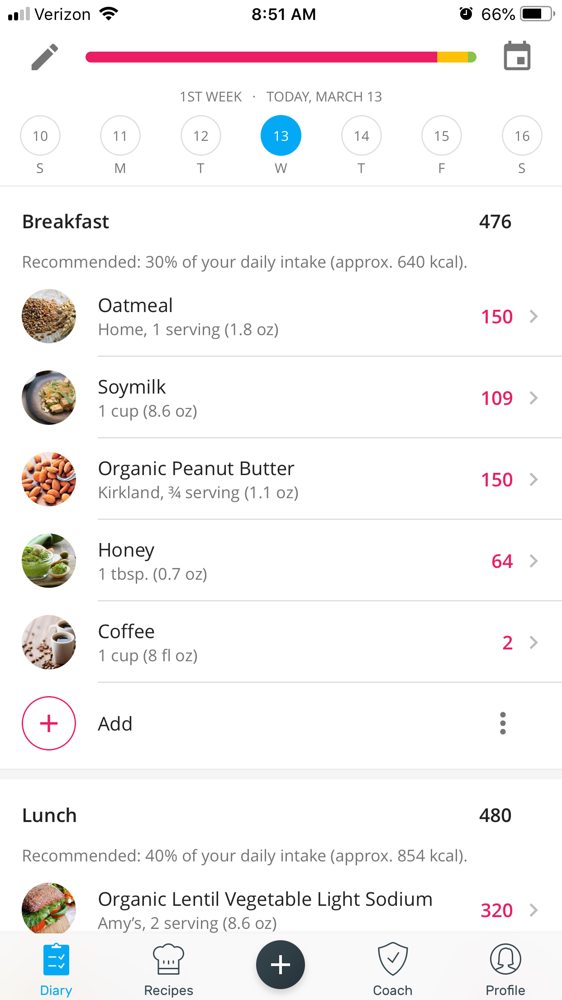 Verizon 8:51 AM 66%
1ST WEEK · TODAY, MARCH 13
10 11 12 13 14 15 16
S M T W T F S
Breakfast 476
Recommended: 30% of your daily intake (approx. 640 kcal).
Oatmeal 150
Home, 1 serving (1.8 oz)
Soymilk 109
1 cup (8.6 oz)
Organic Peanut Butter 150
Kirkland, ¾ serving (1.1 oz)
Honey 64
1 tbsp. (0.7 oz)
Coffee 2
1 cup (8 fl oz)
Add
Lunch 480
Recommended: 40% of your daily intake (approx. 854 kcal).
Organic Lentil Vegetable Light Sodium 320
Amy’s, 2 serving (8.6 oz)
Diary Recipes Coach Profile